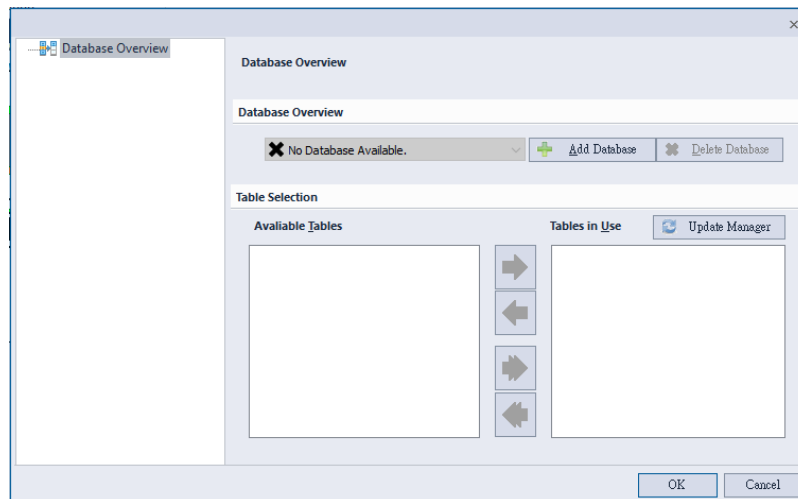 Database Overview
Database Overview
Database Overview
No Database Available.
Add Database
Delete Database
Table Selection
Avaliable Tables
Tables in Use
Update Manager
OK
Cancel